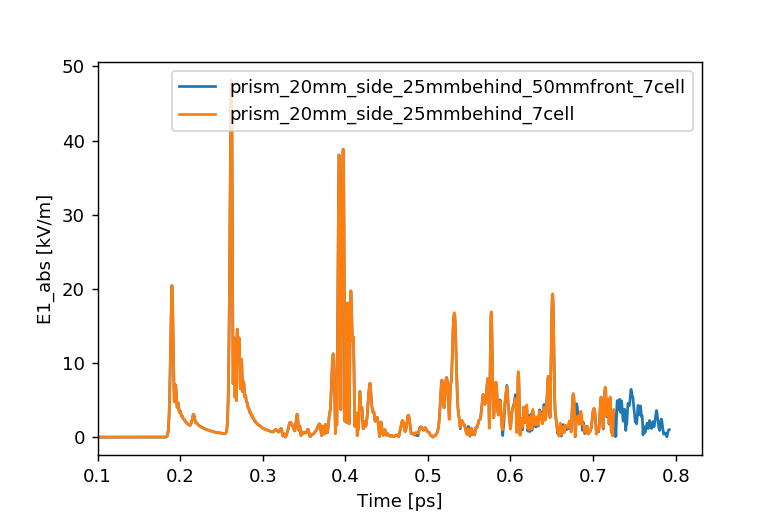 prism_20mm_side_25mmbehind_50mmfront_7cell
prism_20mm_side_25mmbehind_7cell
E1_abs [kV/m]
50
40
30
20
10
0
0.1 0.2 0.3 0.4 0.5 0.6 0.7 0.8
Time [ps]